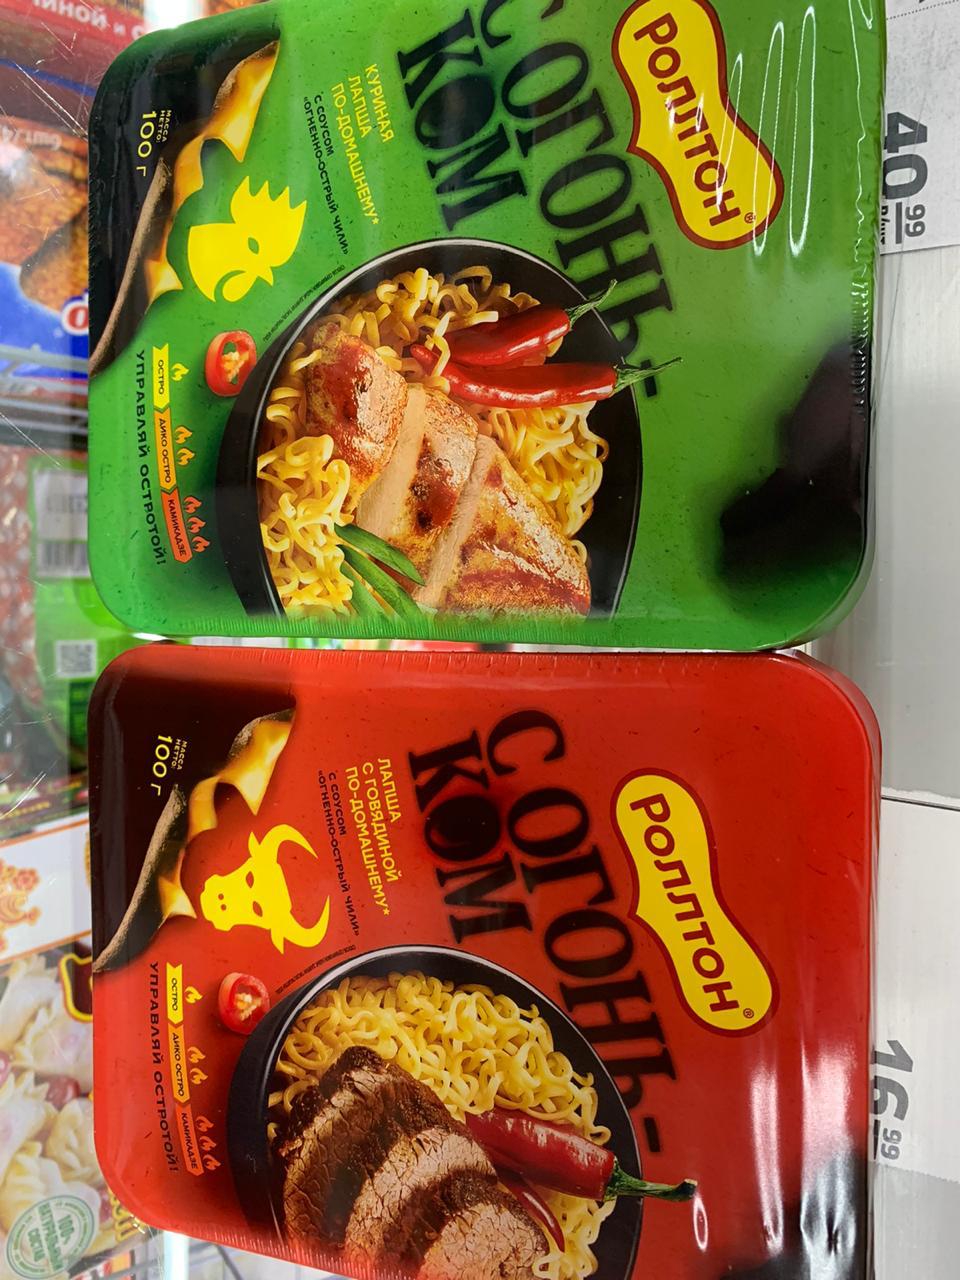 РОЛЛТОН®
С ОГОНЬ-
КОМ
КУРИНАЯ
ЛАПША
ПО-ДОМАШНЕМУ*
С СОУСОМ
«ОГНЕННО-ОСТРЫЙ ЧИЛИ»
МАССА
НЕТТО:
100 г
ОСТРО
ДИКО ОСТРО
КАМИКАДЗЕ
УПРАВЛЯЙ ОСТРОТОЙ!
40 99
РОЛЛТОН®
С ОГОНЬ-
КОМ
ЛАПША
С ГОВЯДИНОЙ
ПО-ДОМАШНЕМУ*
С СОУСОМ
«ОГНЕННО-ОСТРЫЙ ЧИЛИ»
МАССА
НЕТТО:
100 г
ОСТРО
ДИКО ОСТРО
КАМИКАДЗЕ
УПРАВЛЯЙ ОСТРОТОЙ!
16 99
100%